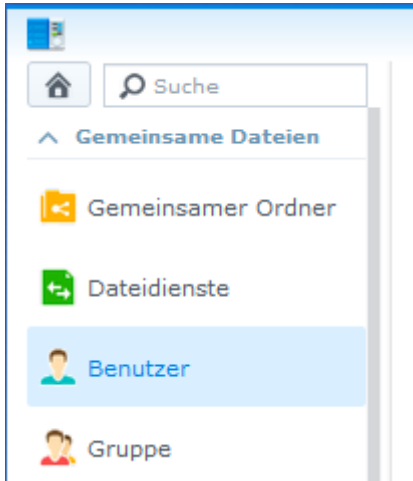 Suche
Gemeinsame Dateien
Gemeinsamer Ordner
Dateidienste
Benutzer
Gruppe